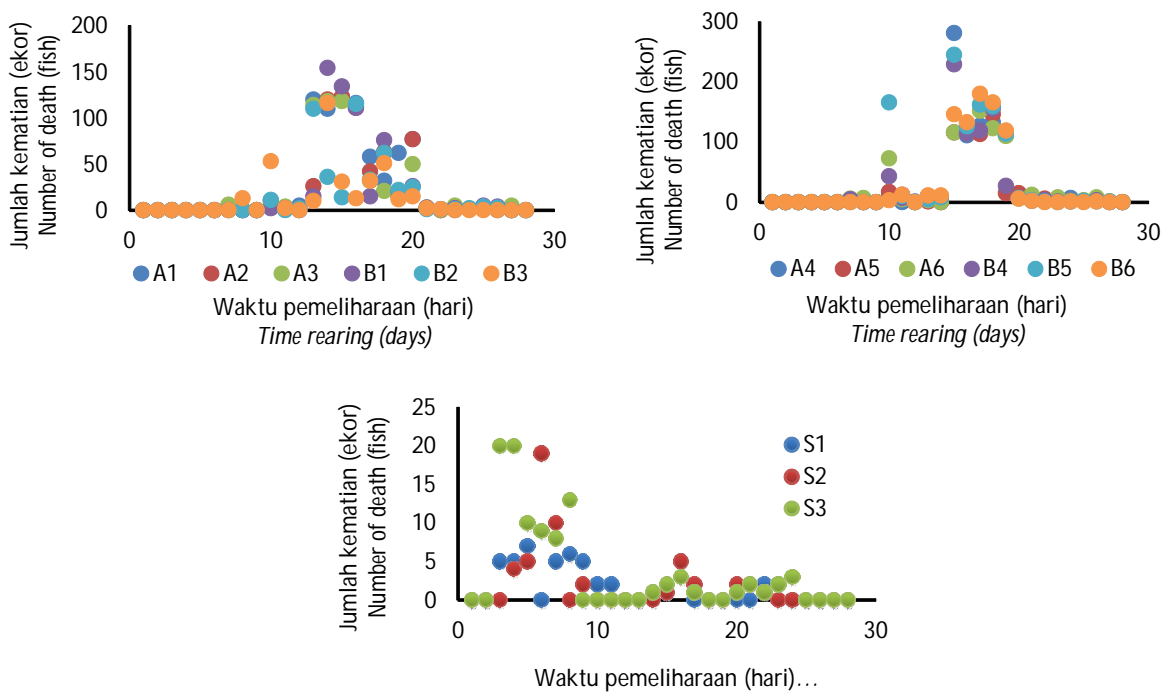 Jumlah kematian (ekor)
Number of death (fish)
200
150
100
50
0
0
10
20
30
A1
A2
A3
B1
B2
B3
Waktu pemeliharaan (hari)
Time rearing (days)
Jumlah kematian (ekor)
Number of death (fish)
300
200
100
0
0
10
20
30
A4
A5
A6
B4
B5
B6
Waktu pemeliharaan (hari)
Time rearing (days)
Jumlah kematian (ekor)
Number of death (fish)
25
20
15
10
5
0
0
10
20
30
S1
S2
S3
Waktu pemeliharaan (hari)...